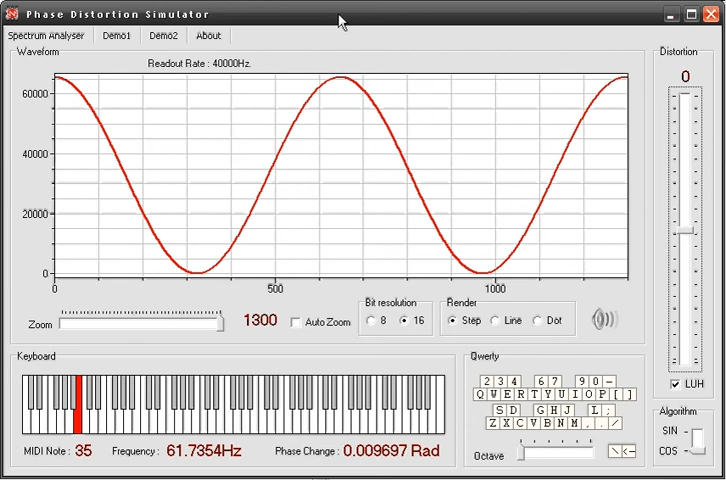 Phase Distortion Simulator
Spectrum Analyser Demo1 Demo2 About
Waveform
Readout Rate : 40000Hz.
60000
40000
20000
0
0 500 1000
Zoom 1300 Auto Zoom
Bit resolution
8 16
Render
Step Line Dot
Distortion
0
LUH
Keyboard
MIDI Note : 35 Frequency : 61.7354Hz Phase Change : 0.009697 Rad
Qwerty
2 3 4 6 7 9 0 -
Q W E R T Y U I O P [ ]
S D G H J L ;
Z X C V B N M , . /
Octave \ <-
Algorithm
SIN
COS